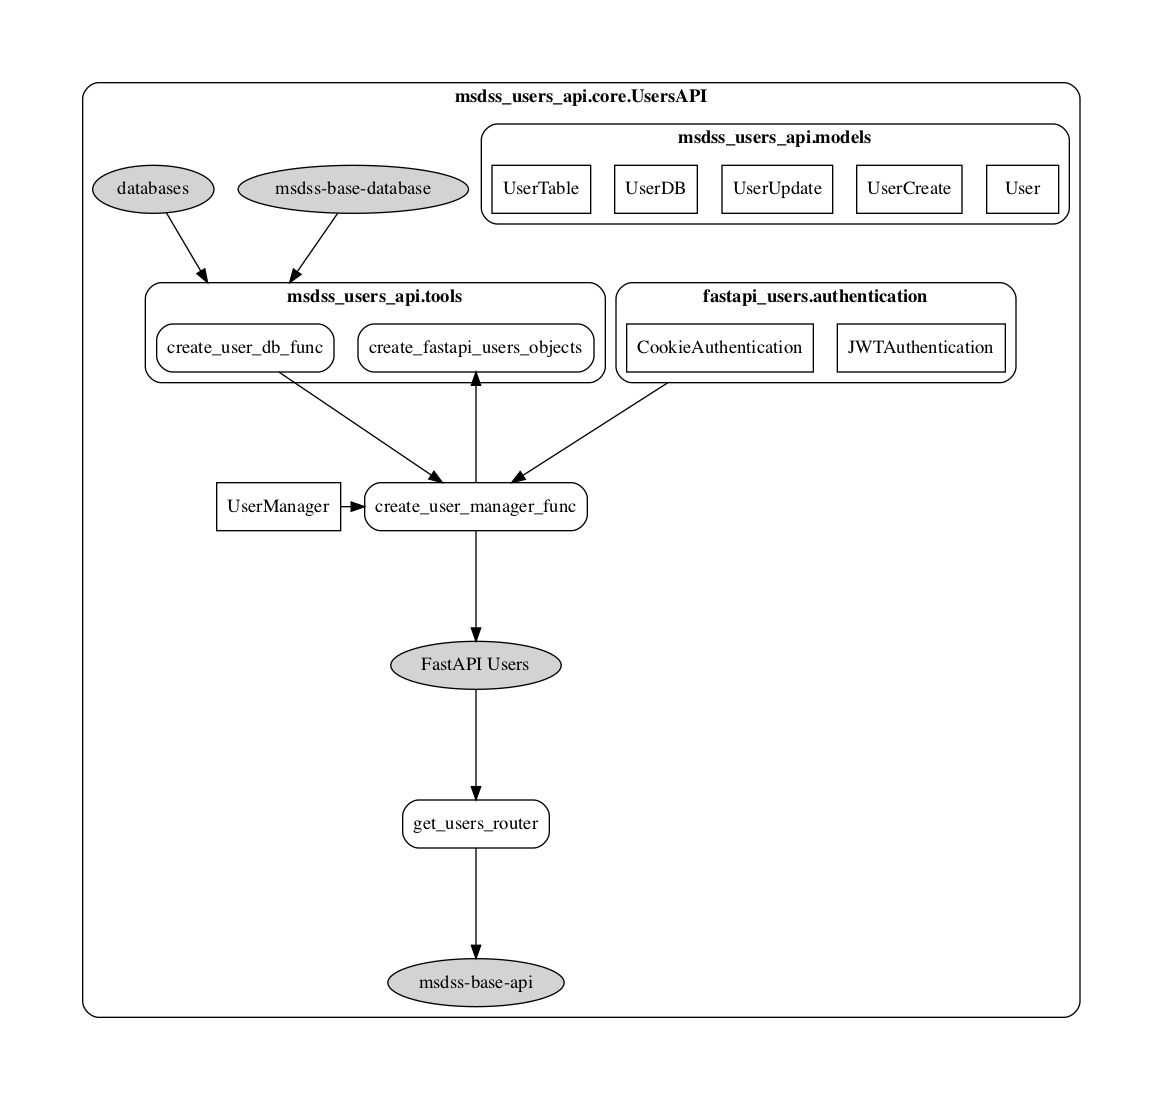 msdss_users_api.core.UsersAPI
msdss_users_api.models
databases
msdss-base-database
UserTable
UserDB
UserUpdate
UserCreate
User
msdss_users_api.tools
fastapi_users.authentication
create_user_db_func
create_fastapi_users_objects
CookieAuthentication
JWTAuthentication
UserManager
create_user_manager_func
FastAPI Users
get_users_router
msdss-base-api